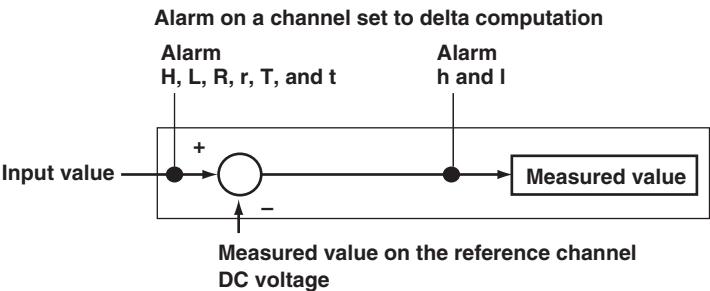 Alarm on a channel set to delta computation
Alarm
H, L, R, r, T, and t
Alarm
h and l
+
Input value
Measured value
–
Measured value on the reference channel
DC voltage